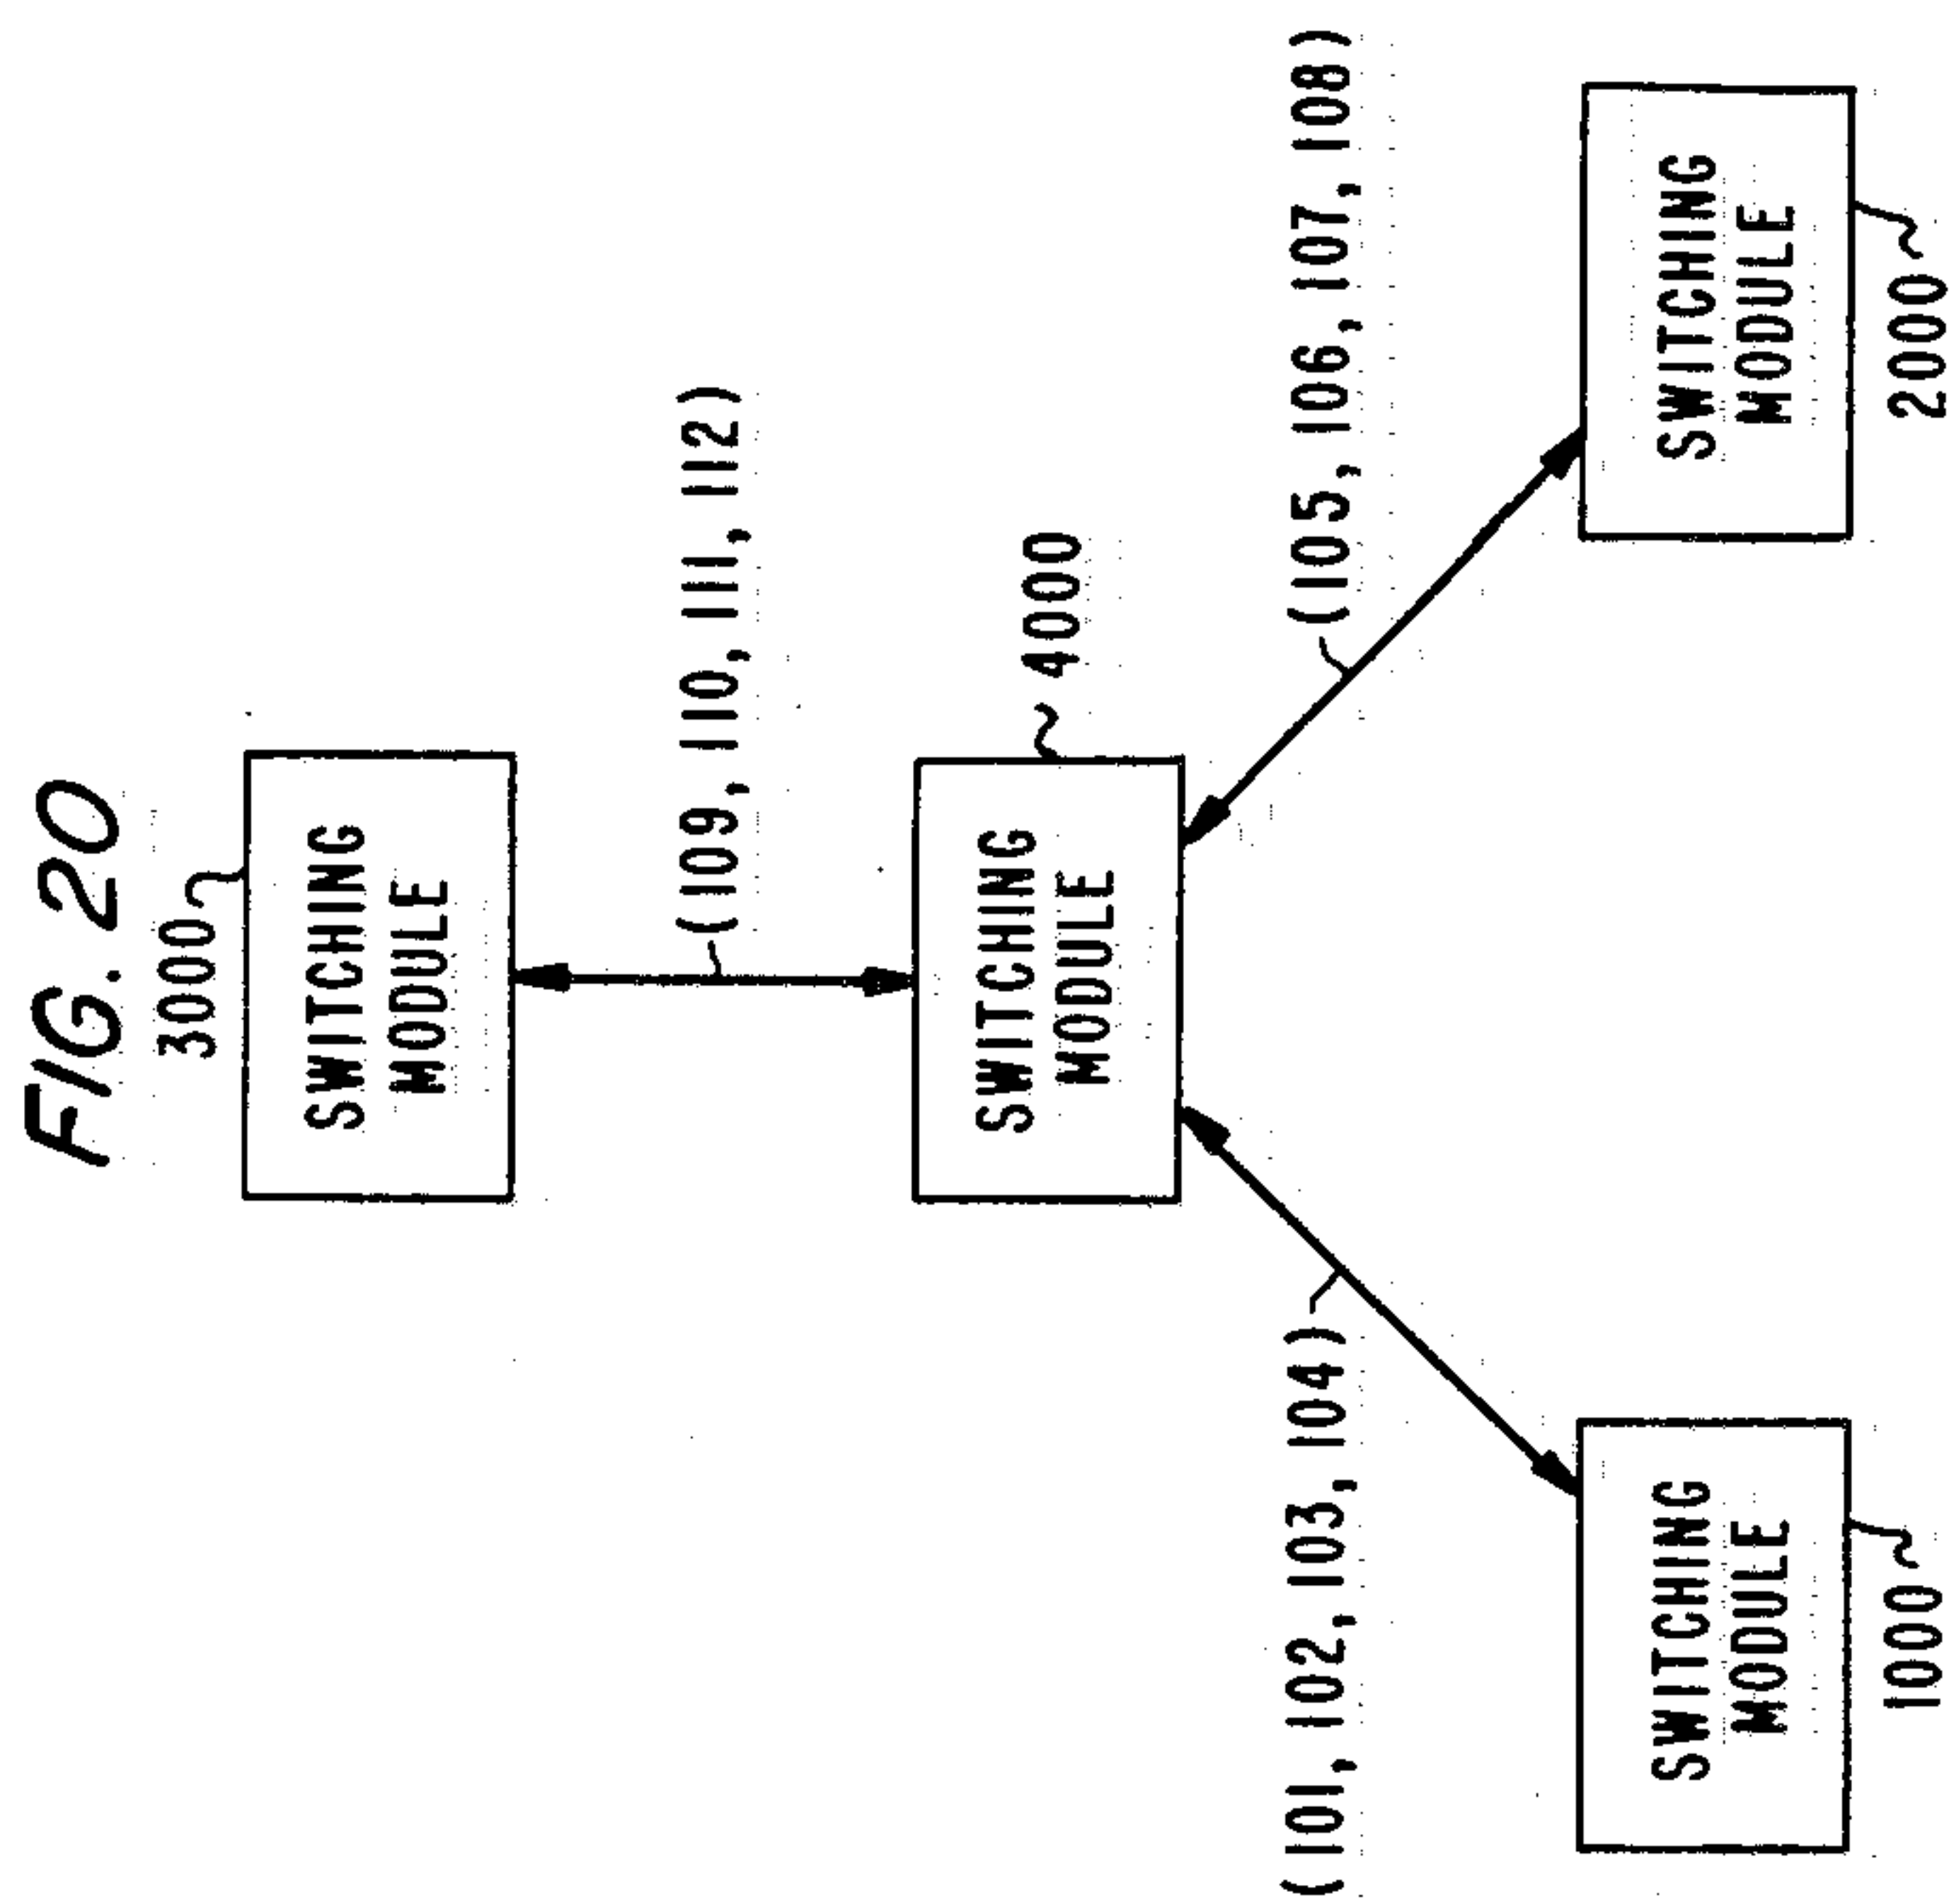 FIG. 20
3000
SWITCHING
MODULE
(109, 110, 111, 112)
SWITCHING
MODULE
4000
(101, 102, 103, 104)
(105, 106, 107, 108)
SWITCHING
MODULE
1000
SWITCHING
MODULE
2000